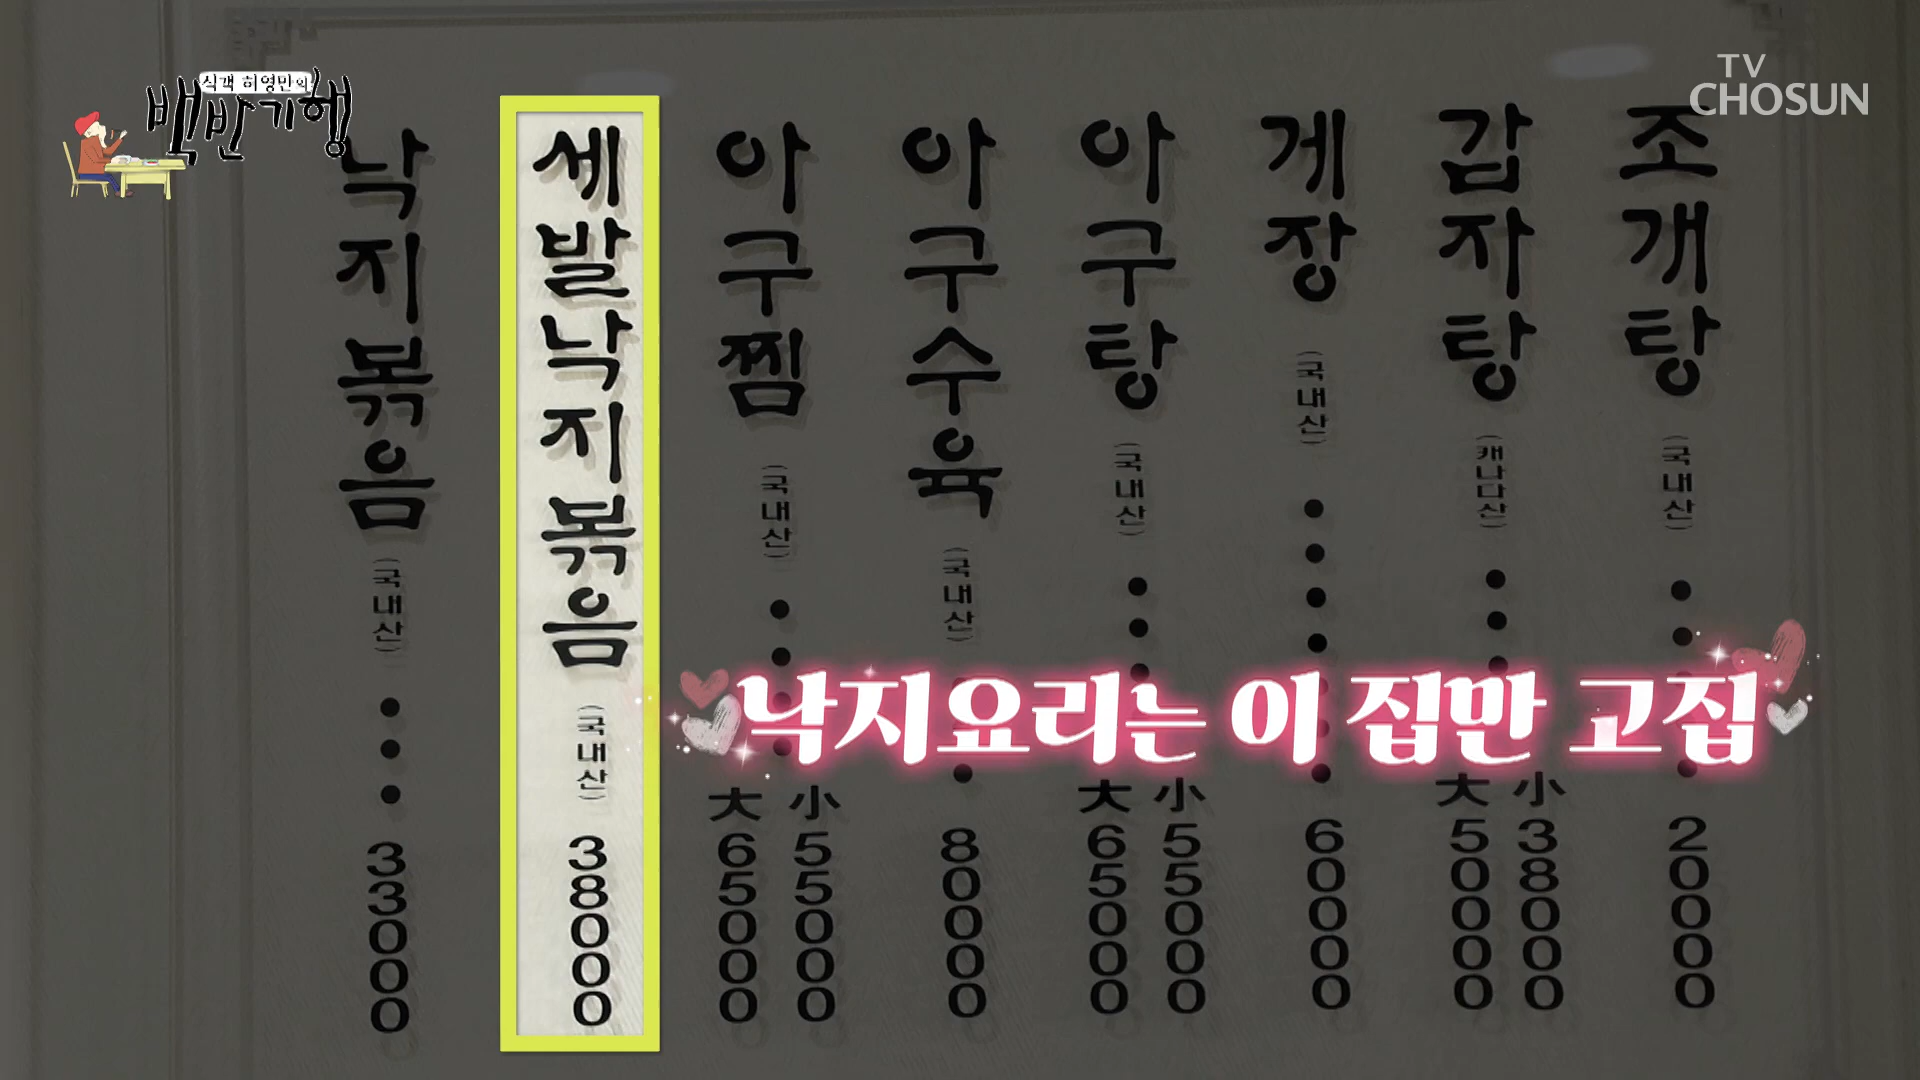 식객 허영만의
백반기행
TV
CHOSUN
낙지볶음 (국내산) 33000
세발낙지볶음 (국내산) 38000
아구찜 (국내산) 大 65000 小 55000
아구수육 (국내산) 80000
아구탕 (국내산) 大 65000 小 55000
게장 (국내산) 60000
감자탕 (캐나다산) 大 50000 小 38000
조개탕 (국내산) 20000
낙지요리는 이 집만 고집